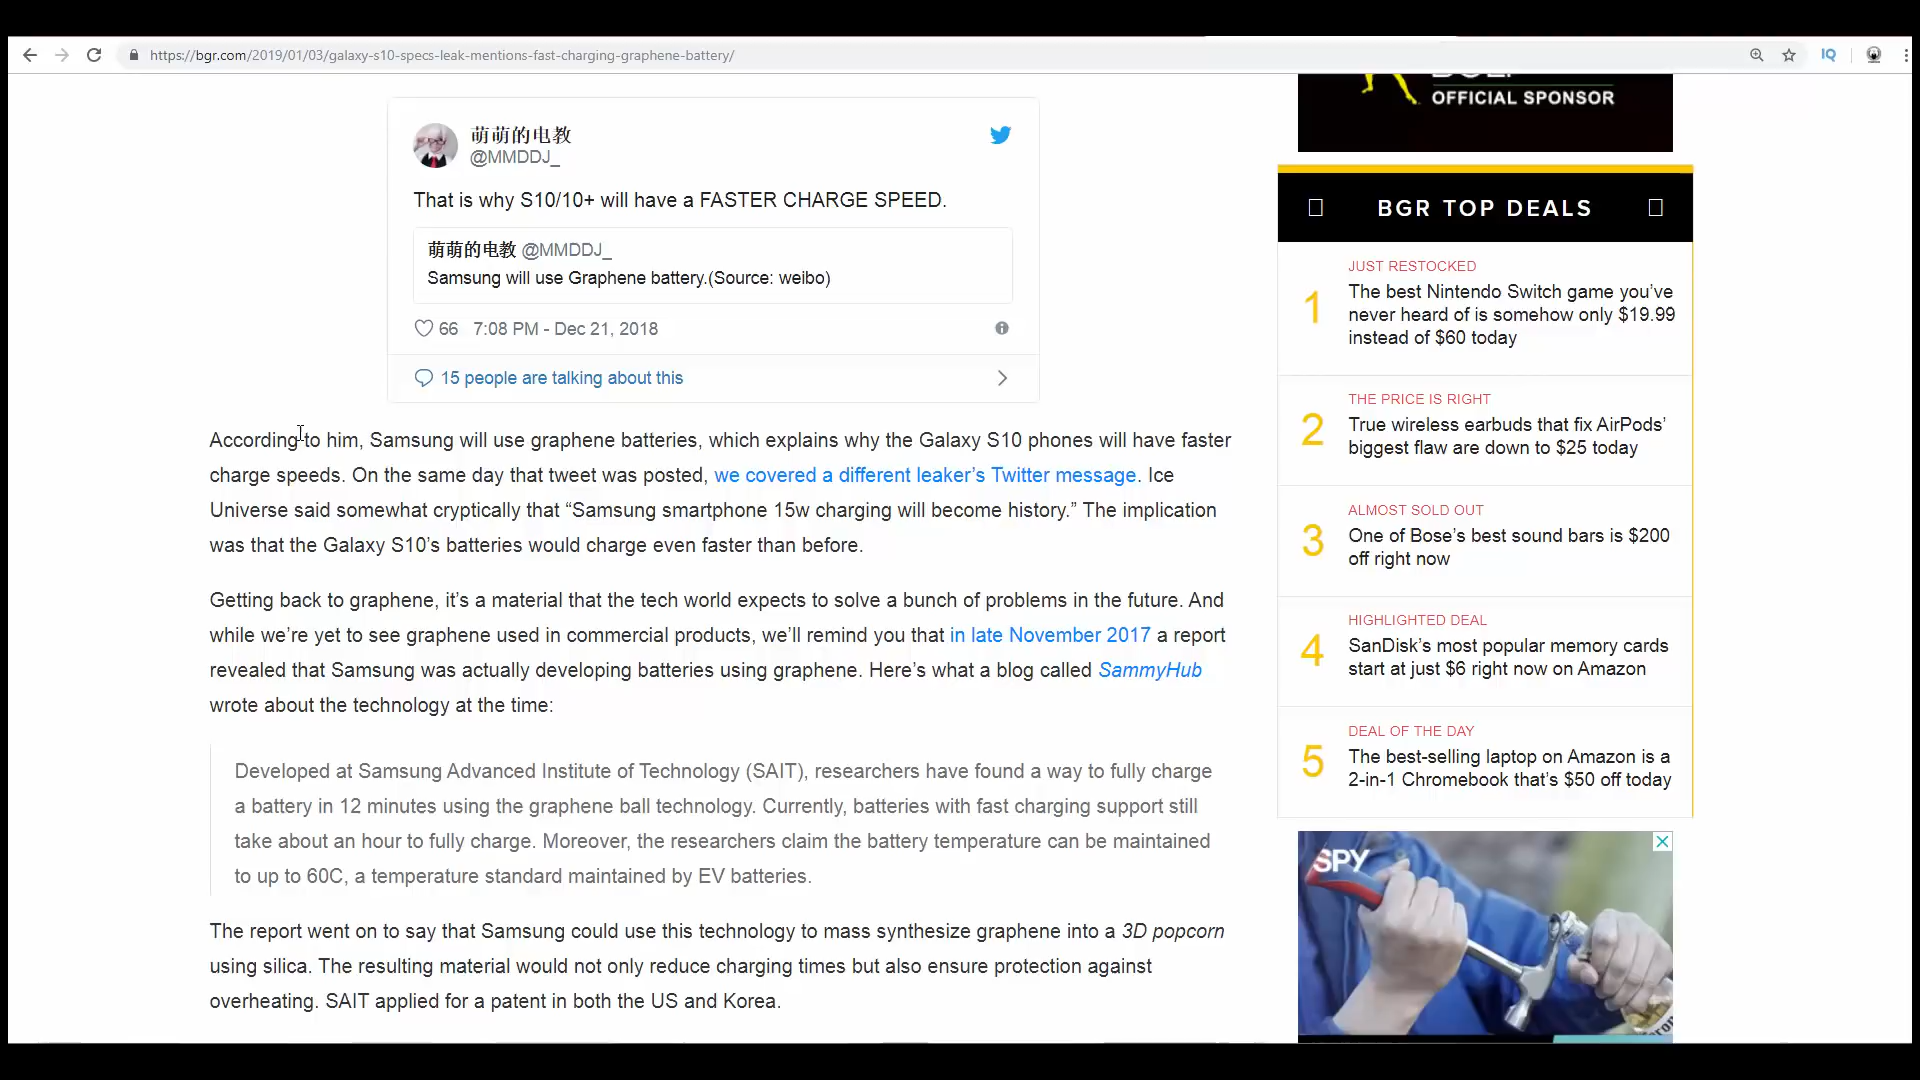 https://bgr.com/2019/01/03/galaxy-s10-specs-leak-mentions-fast-charging-graphene-battery/
IQ
OFFICIAL SPONSOR
萌萌的电教
@MMDDJ_
That is why S10/10+ will have a FASTER CHARGE SPEED.
萌萌的电教 @MMDDJ_
Samsung will use Graphene battery.(Source: weibo)
66 7:08 PM - Dec 21, 2018
15 people are talking about this
According to him, Samsung will use graphene batteries, which explains why the Galaxy S10 phones will have faster
charge speeds. On the same day that tweet was posted, we covered a different leaker’s Twitter message. Ice
Universe said somewhat cryptically that “Samsung smartphone 15w charging will become history.” The implication
was that the Galaxy S10’s batteries would charge even faster than before.
Getting back to graphene, it’s a material that the tech world expects to solve a bunch of problems in the future. And
while we’re yet to see graphene used in commercial products, we’ll remind you that in late November 2017 a report
revealed that Samsung was actually developing batteries using graphene. Here’s what a blog called SammyHub
wrote about the technology at the time:
Developed at Samsung Advanced Institute of Technology (SAIT), researchers have found a way to fully charge
a battery in 12 minutes using the graphene ball technology. Currently, batteries with fast charging support still
take about an hour to fully charge. Moreover, the researchers claim the battery temperature can be maintained
to up to 60C, a temperature standard maintained by EV batteries.
The report went on to say that Samsung could use this technology to mass synthesize graphene into a 3D popcorn
using silica. The resulting material would not only reduce charging times but also ensure protection against
overheating. SAIT applied for a patent in both the US and Korea.
BGR TOP DEALS
1
JUST RESTOCKED
The best Nintendo Switch game you’ve
never heard of is somehow only $19.99
instead of $60 today
2
THE PRICE IS RIGHT
True wireless earbuds that fix AirPods’
biggest flaw are down to $25 today
3
ALMOST SOLD OUT
One of Bose’s best sound bars is $200
off right now
4
HIGHLIGHTED DEAL
SanDisk’s most popular memory cards
start at just $6 right now on Amazon
5
DEAL OF THE DAY
The best-selling laptop on Amazon is a
2-in-1 Chromebook that’s $50 off today
SPY